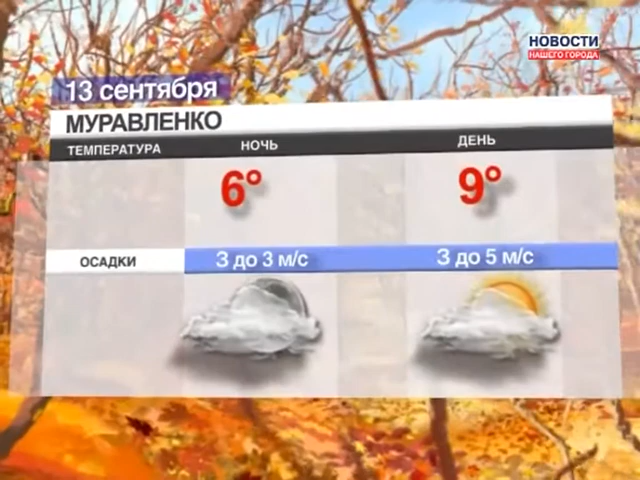 НОВОСТИ
НАШЕГО ГОРОДА
13 сентября
МУРАВЛЕНКО
ТЕМПЕРАТУРА НОЧЬ ДЕНЬ
6° 9°
ОСАДКИ З до 3 м/с З до 5 м/с